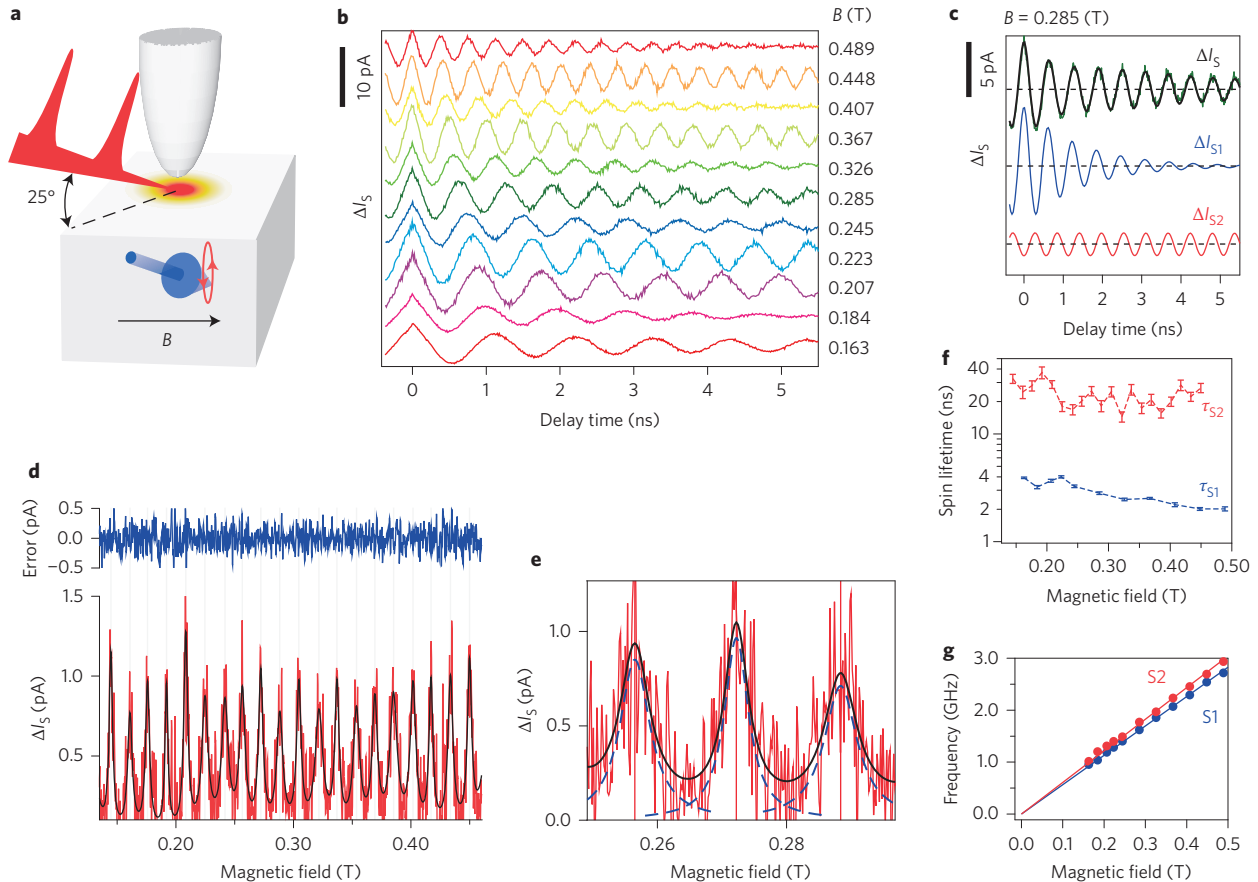 a
25°
B
b
B (T)
10 pA
ΔI_S
0.489
0.448
0.407
0.367
0.326
0.285
0.245
0.223
0.207
0.184
0.163
0 1 2 3 4 5
Delay time (ns)
c
B = 0.285 (T)
5 pA
ΔI_S
ΔI_S
ΔI_S1
ΔI_S2
0 1 2 3 4 5
Delay time (ns)
d
Error (pA)
0.5
0.0
−0.5
ΔI_S (pA)
1.5
1.0
0.5
0.20 0.30 0.40
Magnetic field (T)
e
ΔI_S (pA)
1.0
0.5
0.0
0.26 0.28
Magnetic field (T)
f
Spin lifetime (ns)
40
20
10
4
2
1
τ_S2
τ_S1
0.20 0.30 0.40 0.50
Magnetic field (T)
g
Frequency (GHz)
3.0
2.0
1.0
0.0
S2
S1
0.0 0.1 0.2 0.3 0.4 0.5
Magnetic field (T)